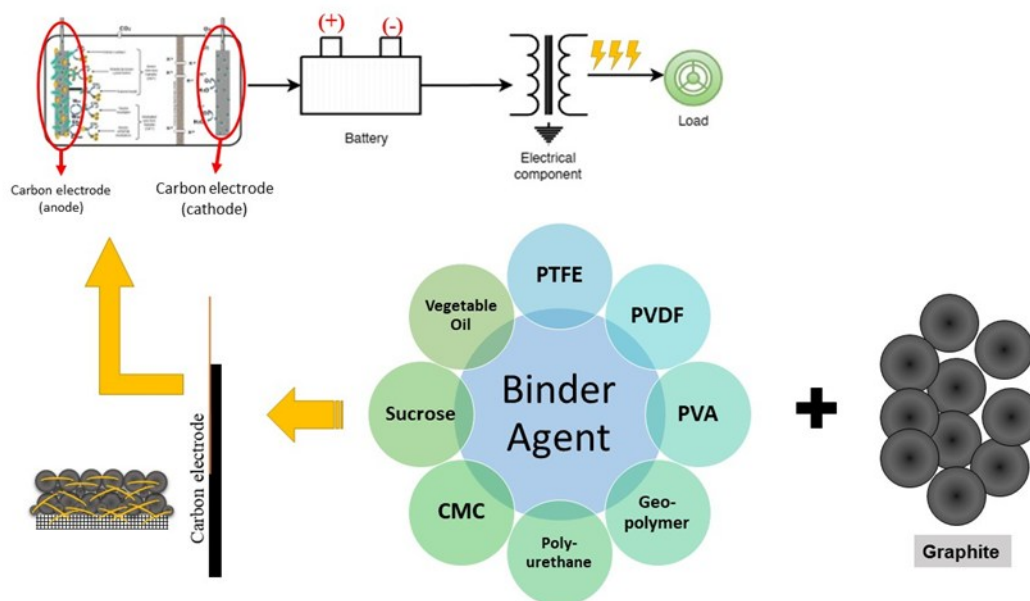 CO₂
(+)
(-)
Battery
Electrical
component
Load
Carbon electrode
(anode)
Carbon electrode
(cathode)
PTFE
Vegetable
Oil
PVDF
Sucrose
Binder
Agent
PVA
CMC
Geo-
polymer
Poly-
urethane
Carbon electrode
Graphite